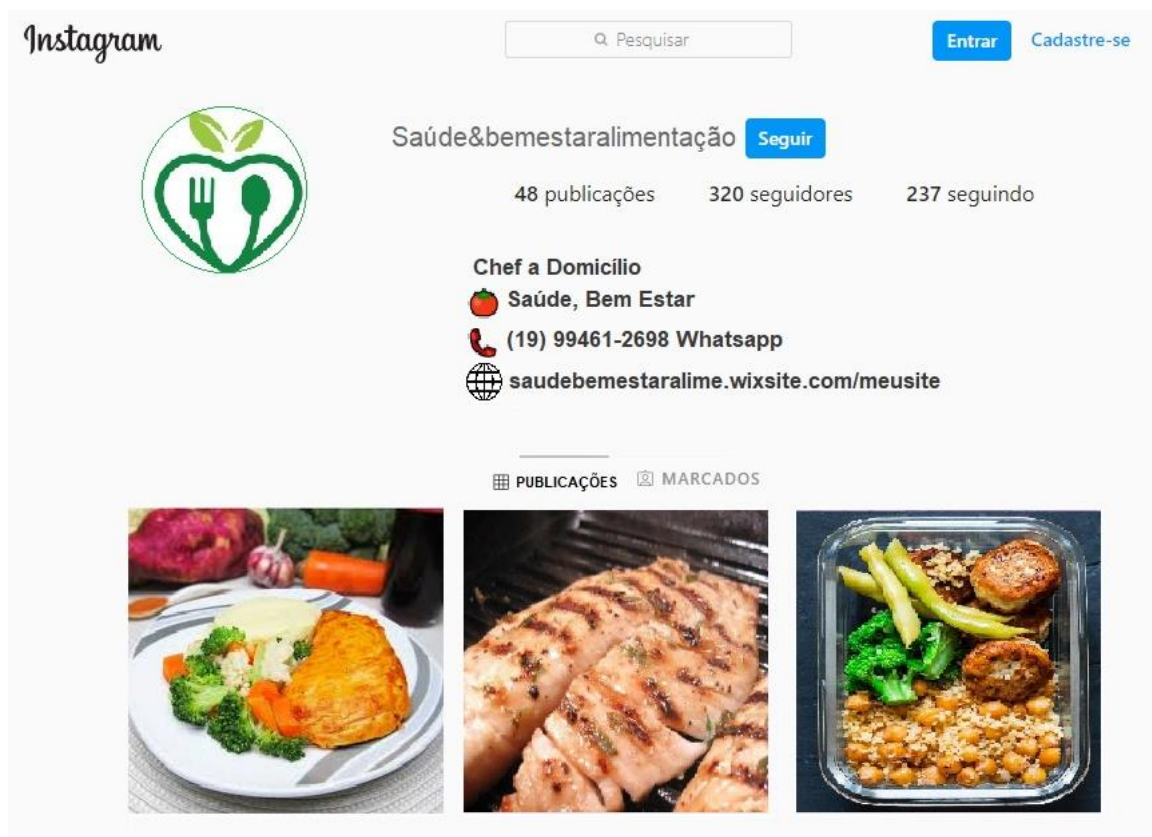 Instagram
Pesquisar
Entrar
Cadastre-se
Saúde&bemestaralimentação
Seguir
48 publicações 320 seguidores 237 seguindo
Chef a Domicílio
Saúde, Bem Estar
(19) 99461-2698 Whatsapp
saudebemestaralime.wixsite.com/meusite
PUBLICAÇÕES MARCADOS